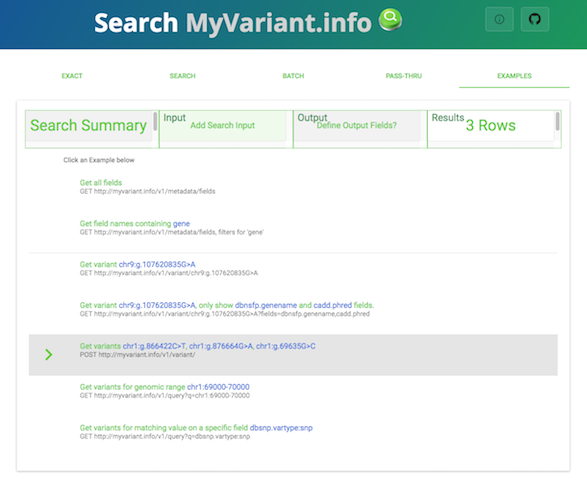 Search MyVariant.info
EXACT
SEARCH
BATCH
PASS-THRU
EXAMPLES
Search Summary
Input
Add Search Input
Output
Define Output Fields?
Results
3 Rows
Click an Example below
Get all fields
GET http://myvariant.info/v1/metadata/fields
Get field names containing gene
GET http://myvariant.info/v1/metadata/fields, filters for 'gene'
Get variant chr9:g.107620835G>A
GET http://myvariant.info/v1/variant/chr9:g.107620835G>A
Get variant chr9:g.107620835G>A, only show dbnsfp.genename and cadd.phred fields.
GET http://myvariant.info/v1/variant/chr9:g.107620835G>A?fields=dbnsfp.genename,cadd.phred
Get variants chr1:g.866422C>T, chr1:g.876664G>A, chr1:g.69635G>C
POST http://myvariant.info/v1/variant/
Get variants for genomic range chr1:69000-70000
GET http://myvariant.info/v1/query?q=chr1:69000-70000
Get variants for matching value on a specific field dbsnp.vartype:snp
GET http://myvariant.info/v1/query?q=dbsnp.vartype:snp